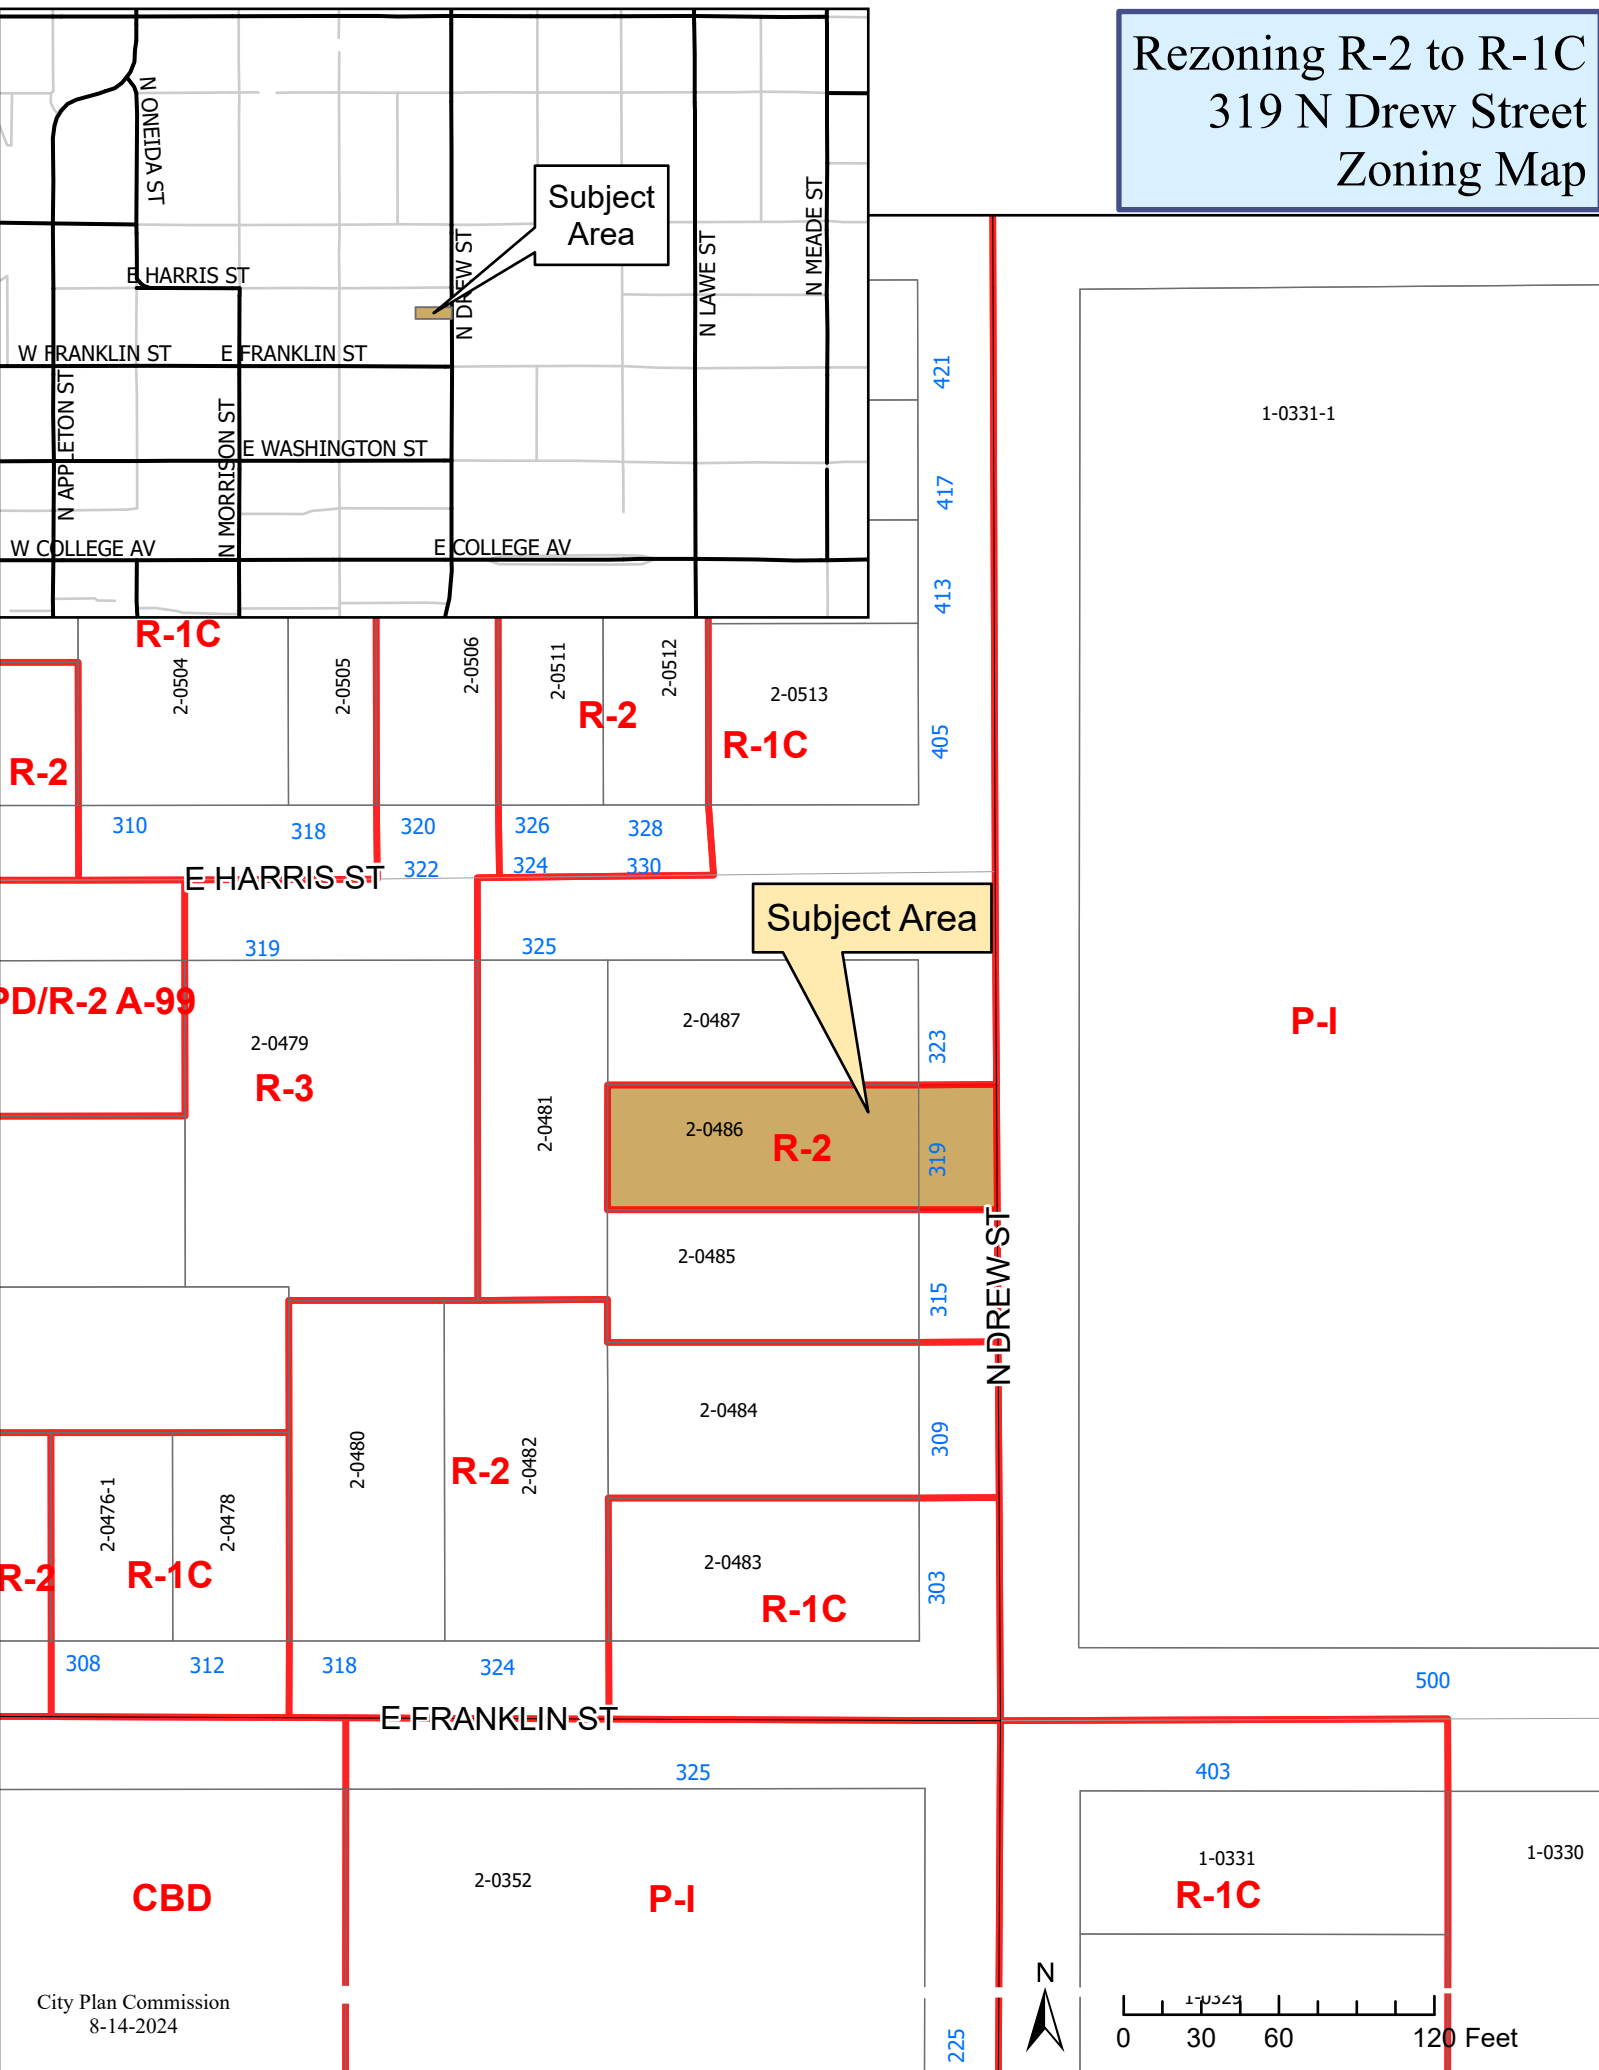 Rezoning R-2 to R-1C
319 N Drew Street
Zoning Map
N ONEIDA ST
Subject
Area
N DREW ST
N LAWE ST
N MEADE ST
E HARRIS ST
W FRANKLIN ST
E FRANKLIN ST
N APPLETON ST
N MORRISON ST
E WASHINGTON ST
W COLLEGE AV
E COLLEGE AV
421
417
413
405
1-0331-1
R-1C
2-0504
2-0505
2-0506
2-0511
2-0512
2-0513
R-2
R-2
R-1C
310
318
320
326
328
322
324
330
E HARRIS ST
319
325
Subject Area
PD/R-2 A-99
2-0479
R-3
2-0481
2-0487
323
P-I
2-0486
R-2
319
2-0485
315
N DREW ST
2-0484
309
2-0480
R-2
2-0482
2-0476-1
2-0478
R-2
R-1C
2-0483
R-1C
303
308
312
318
324
500
E FRANKLIN ST
325
403
2-0352
1-0331
1-0330
CBD
P-I
R-1C
City Plan Commission
8-14-2024
225
N
1-0329
0 30 60 120 Feet